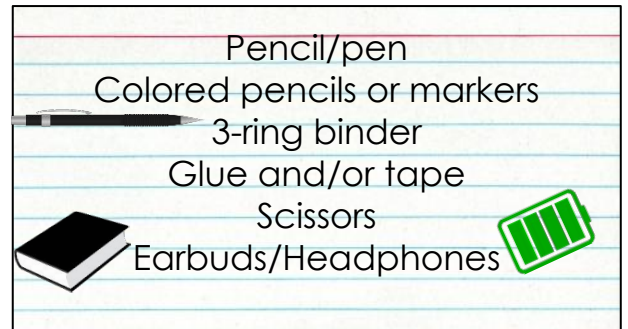 Pencil/pen
Colored pencils or markers
3-ring binder
Glue and/or tape
Scissors
Earbuds/Headphones